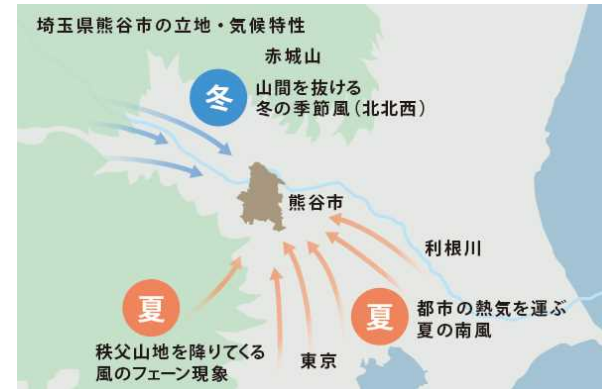 埼玉県熊谷市の立地・気候特性
赤城山
冬
山間を抜ける
冬の季節風（北北西）
熊谷市
利根川
夏
秩父山地を降りてくる
風のフェーン現象
東京
夏
都市の熱気を運ぶ
夏の南風